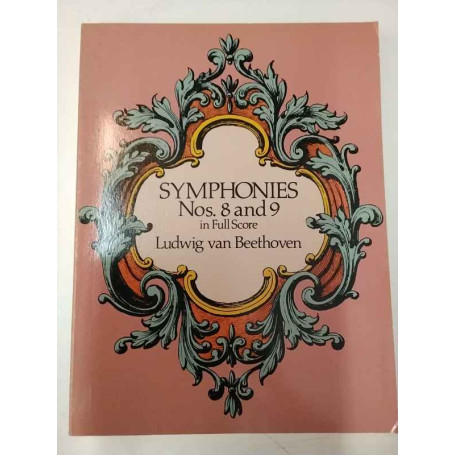 SYMPHONIES
Nos. 8 and 9
in Full Score
Ludwig van Beethoven